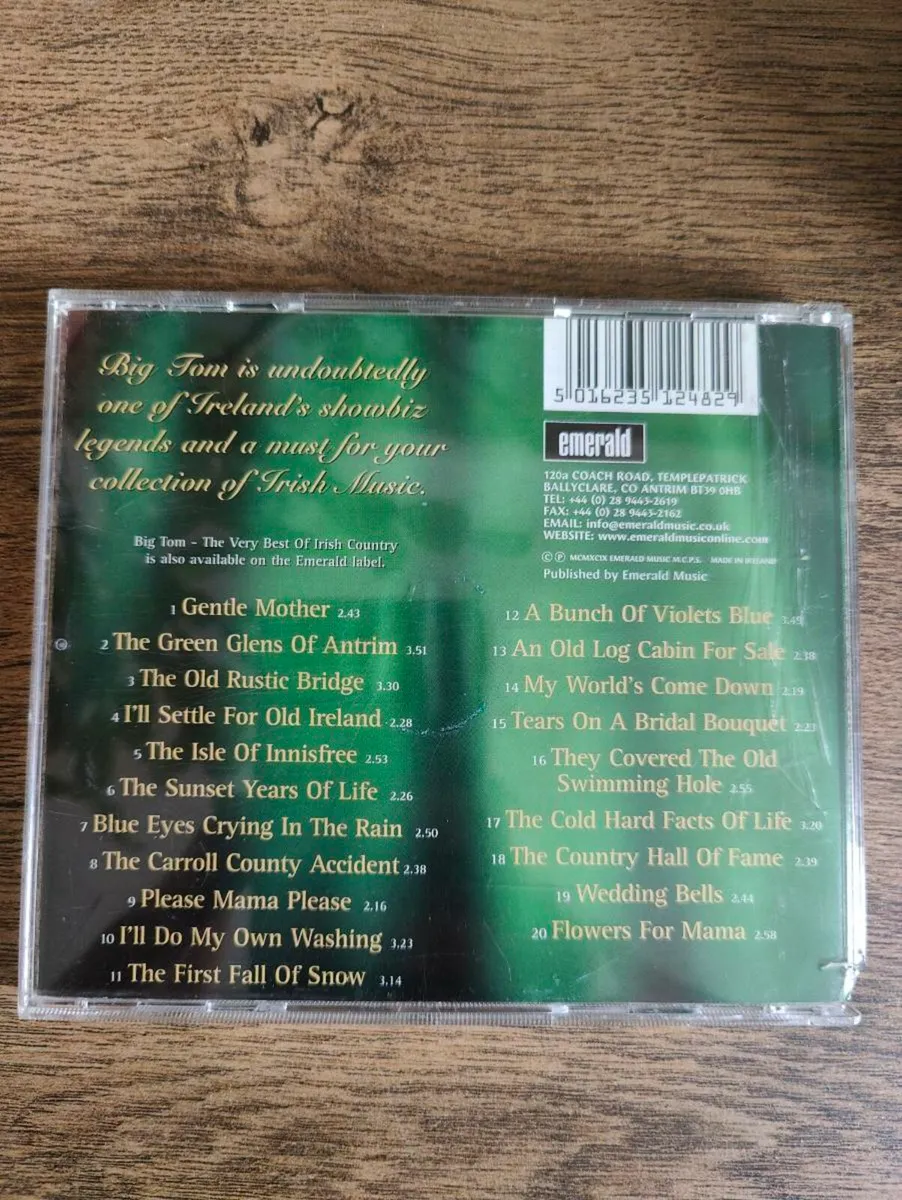 Big Tom is undoubtedly
one of Ireland's showbiz
legends and a must for your
collection of Irish Music.
Big Tom - The Very Best Of Irish Country
is also available on the Emerald label.
5 016235 124829
emerald
120a COACH ROAD, TEMPLEPATRICK
BALLYCLARE, CO ANTRIM BT39 0HB
TEL: +44 (0) 28 9443-2619
FAX: +44 (0) 28 9443-2162
EMAIL: info@emeraldmusic.co.uk
WEBSITE: www.emeraldmusiconline.com
© ℗ MCMXCIX EMERALD MUSIC M.C.P.S. MADE IN IRELAND
Published by Emerald Music
1 Gentle Mother 2.43
2 The Green Glens Of Antrim 3.51
3 The Old Rustic Bridge 3.30
4 I'll Settle For Old Ireland 2.28
5 The Isle Of Innisfree 2.53
6 The Sunset Years Of Life 2.26
7 Blue Eyes Crying In The Rain 2.50
8 The Carroll County Accident 2.38
9 Please Mama Please 2.16
10 I'll Do My Own Washing 3.23
11 The First Fall Of Snow 3.14
12 A Bunch Of Violets Blue 3.49
13 An Old Log Cabin For Sale 2.38
14 My World's Come Down 2.19
15 Tears On A Bridal Bouquet 2.23
16 They Covered The Old
Swimming Hole 2.55
17 The Cold Hard Facts Of Life 3.20
18 The Country Hall Of Fame 2.39
19 Wedding Bells 2.44
20 Flowers For Mama 2.58